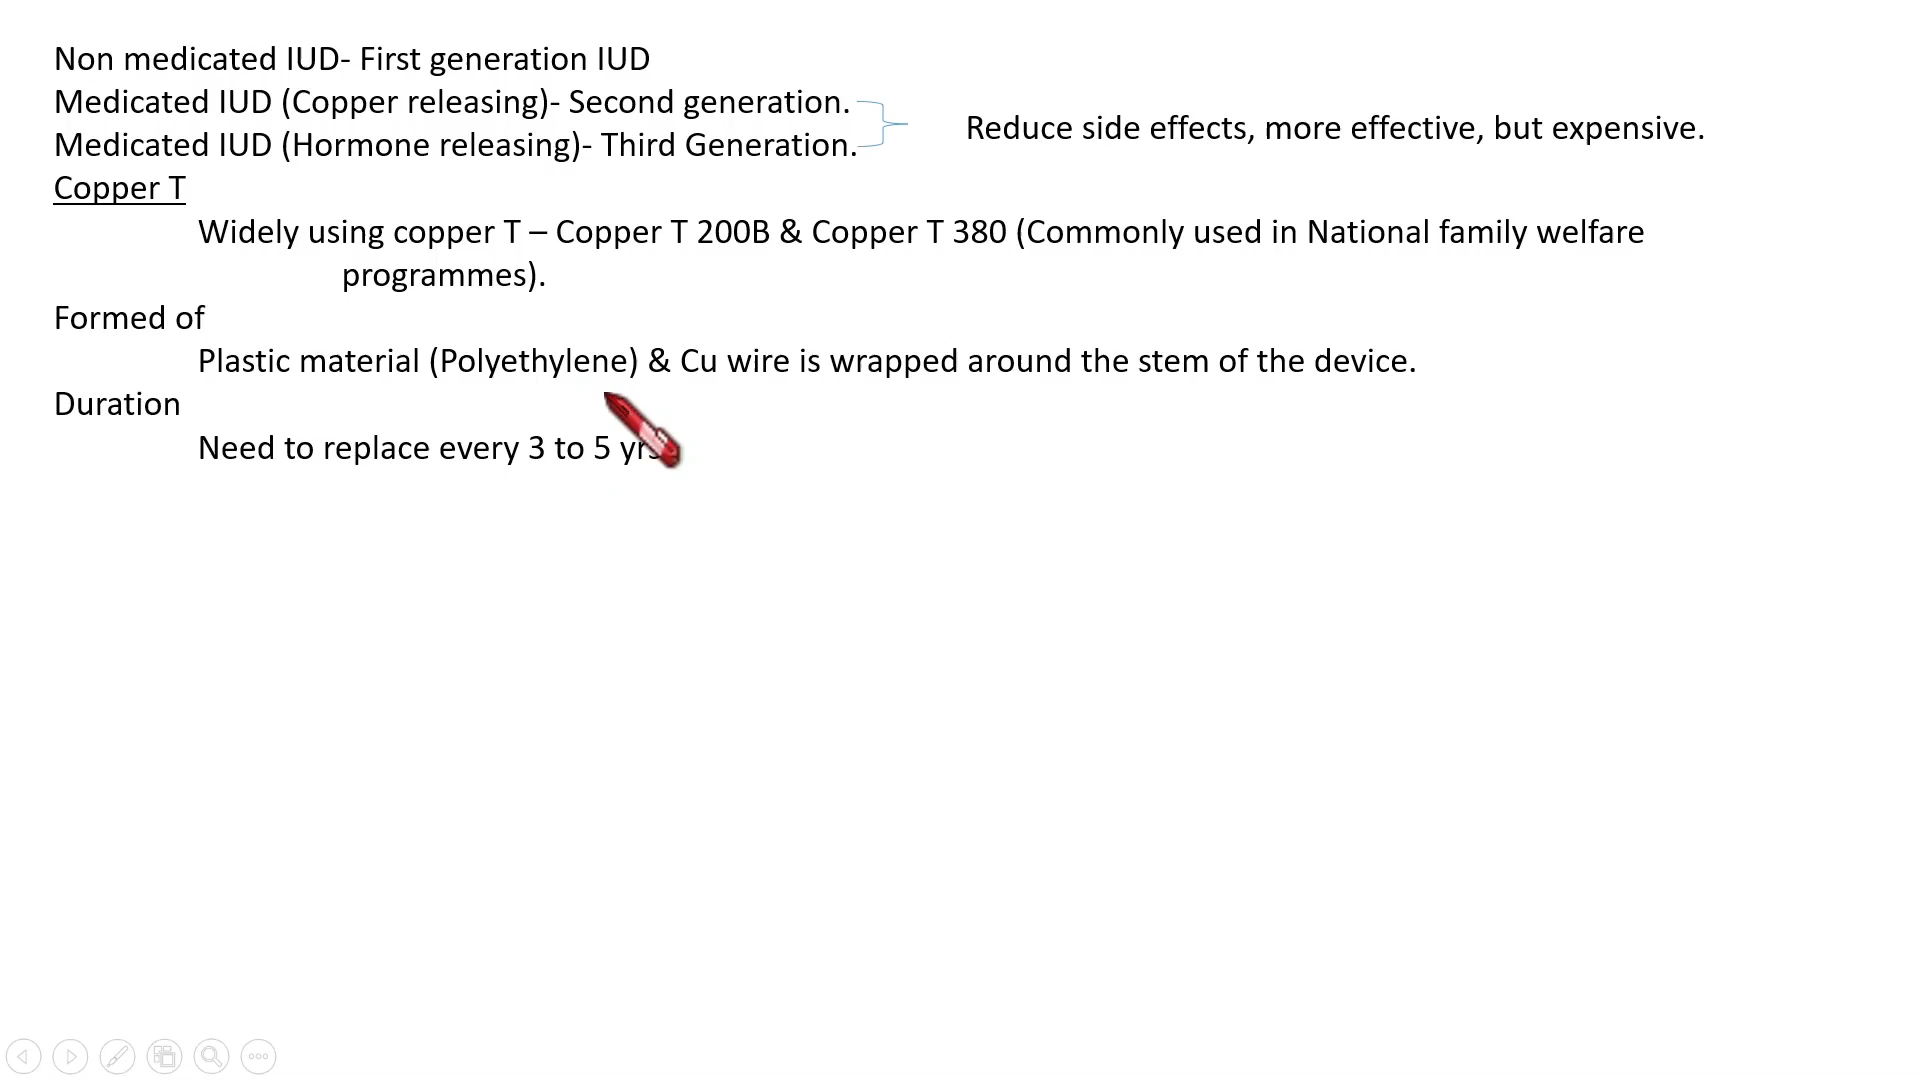 Non medicated IUD- First generation IUD
Medicated IUD (Copper releasing)- Second generation.
Medicated IUD (Hormone releasing)- Third Generation.
Reduce side effects, more effective, but expensive.
Copper T
Widely using copper T – Copper T 200B & Copper T 380 (Commonly used in National family welfare
programmes).
Formed of
Plastic material (Polyethylene) & Cu wire is wrapped around the stem of the device.
Duration
Need to replace every 3 to 5 yrs